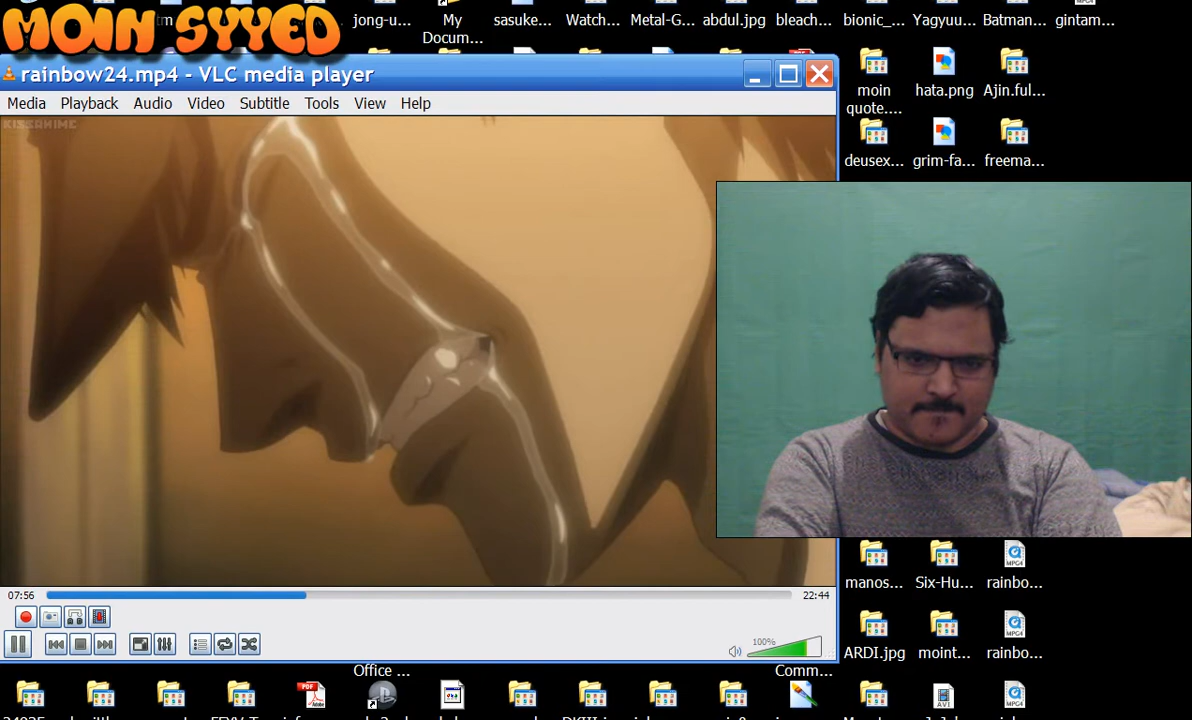 jong-u...
My
Docum...
sasuke...
Watch...
Metal-G...
abdul.jpg
bleach...
bionic_...
Yagyuu...
Batman...
gintam...
MOIN SYYED
rainbow24.mp4 - VLC media player
Media Playback Audio Video Subtitle Tools View Help
KISSANIME
moin
quote....
hata.png
Ajin.ful...
deusex...
grim-fa...
freema...
manos...
Six-Hu...
rainbo...
ARDI.jpg
moint...
rainbo...
07:56
22:44
100%
Office ...
Comm...